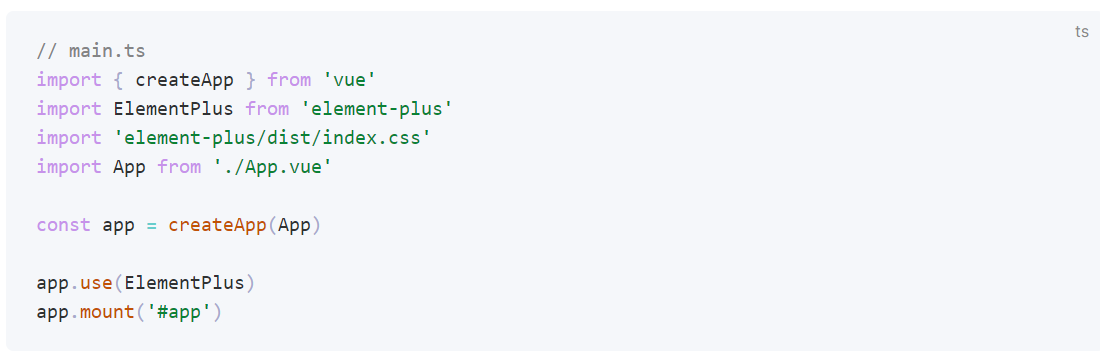 ts
// main.ts
import { createApp } from 'vue'
import ElementPlus from 'element-plus'
import 'element-plus/dist/index.css'
import App from './App.vue'
const app = createApp(App)
app.use(ElementPlus)
app.mount('#app')